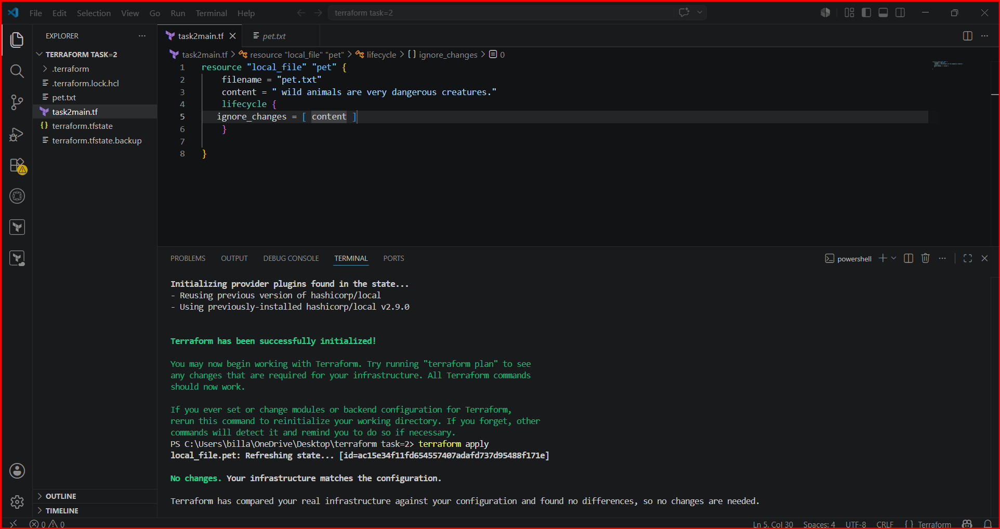 File Edit Selection View Go Run Terminal Help
terraform task=2
EXPLORER
TERRAFORM TASK=2
.terraform
.terraform.lock.hcl
pet.txt
task2main.tf
terraform.tfstate
terraform.tfstate.backup
OUTLINE
TIMELINE
task2main.tf
pet.txt
task2main.tf > resource "local_file" "pet" > lifecycle > [ ] ignore_changes > 0
1 resource "local_file" "pet" {
2 filename = "pet.txt"
3 content = " wild animals are very dangerous creatures."
4 lifecycle {
5 ignore_changes = [ content ]
6 }
7
8 }
PROBLEMS OUTPUT DEBUG CONSOLE TERMINAL PORTS
powershell
Initializing provider plugins found in the state...
- Reusing previous version of hashicorp/local
- Using previously-installed hashicorp/local v2.9.0
Terraform has been successfully initialized!
You may now begin working with Terraform. Try running "terraform plan" to see
any changes that are required for your infrastructure. All Terraform commands
should now work.
If you ever set or change modules or backend configuration for Terraform,
rerun this command to reinitialize your working directory. If you forget, other
commands will detect it and remind you to do so if necessary.
PS C:\Users\billa\OneDrive\Desktop\terraform task=2> terraform apply
local_file.pet: Refreshing state... [id=ac15e34f11fd654557407adafd737d95488f171e]
No changes. Your infrastructure matches the configuration.
Terraform has compared your real infrastructure against your configuration and found no differences, so no changes are needed.
0 0
Ln 5, Col 30 Spaces: 4 UTF-8 CRLF { } Terraform